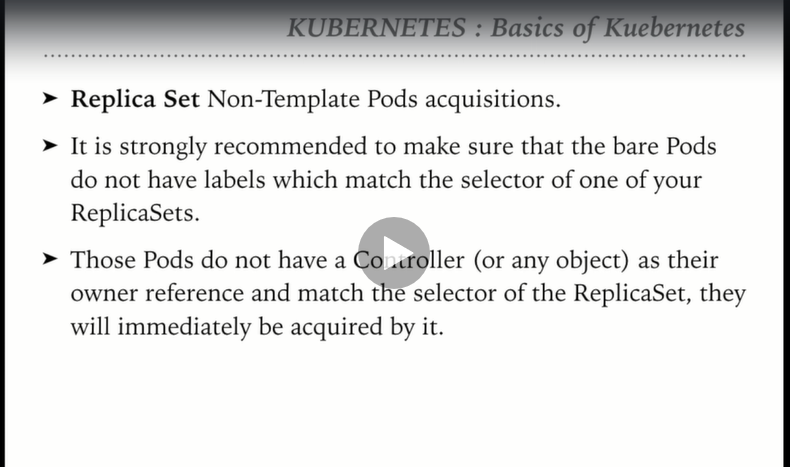 KUBERNETES : Basics of Kuebernetes
➤ Replica Set Non-Template Pods acquisitions.
➤ It is strongly recommended to make sure that the bare Pods
do not have labels which match the selector of one of your
ReplicaSets.
➤ Those Pods do not have a Controller (or any object) as their
owner reference and match the selector of the ReplicaSet, they
will immediately be acquired by it.